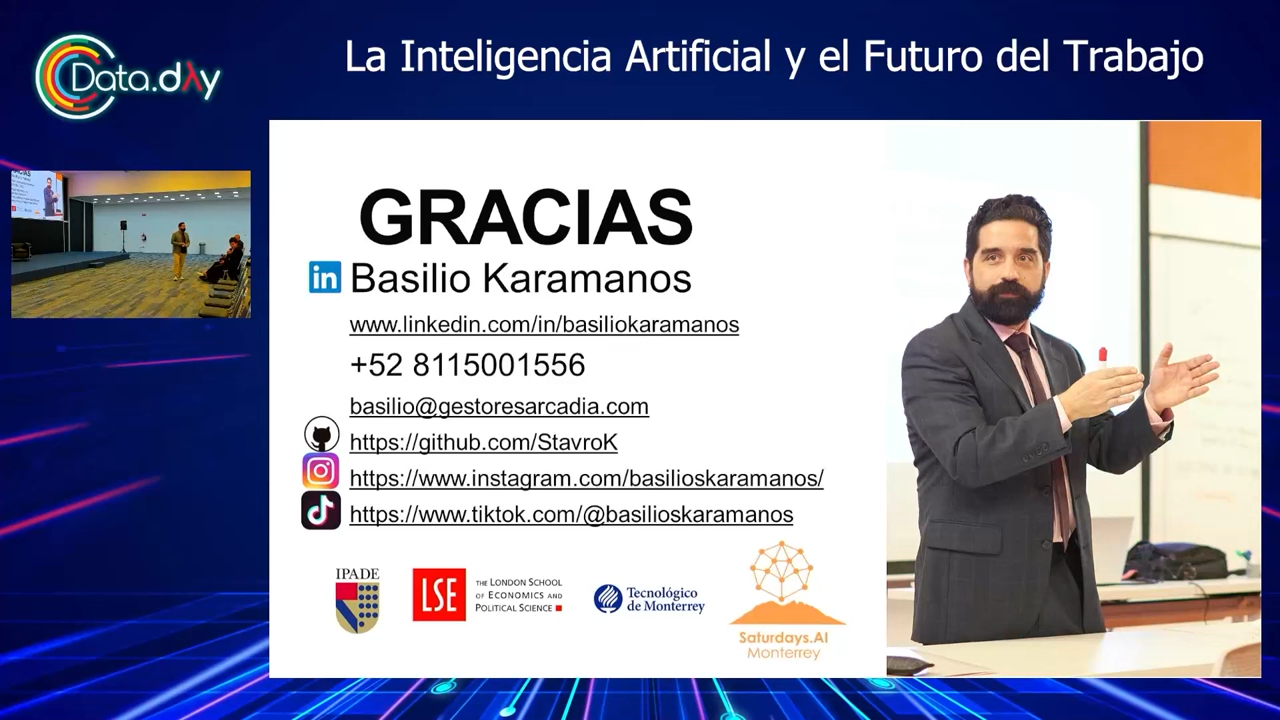 Data.dλy
La Inteligencia Artificial y el Futuro del Trabajo
GRACIAS
in Basilio Karamanos
www.linkedin.com/in/basiliokaramanos
+52 8115001556
basilio@gestoresarcadia.com
https://github.com/StavroK
https://www.instagram.com/basilioskaramanos/
https://www.tiktok.com/@basilioskaramanos
IPADE
LSE
THE LONDON SCHOOL
OF ECONOMICS AND
POLITICAL SCIENCE
Tecnológico
de Monterrey
Saturdays.AI
Monterrey